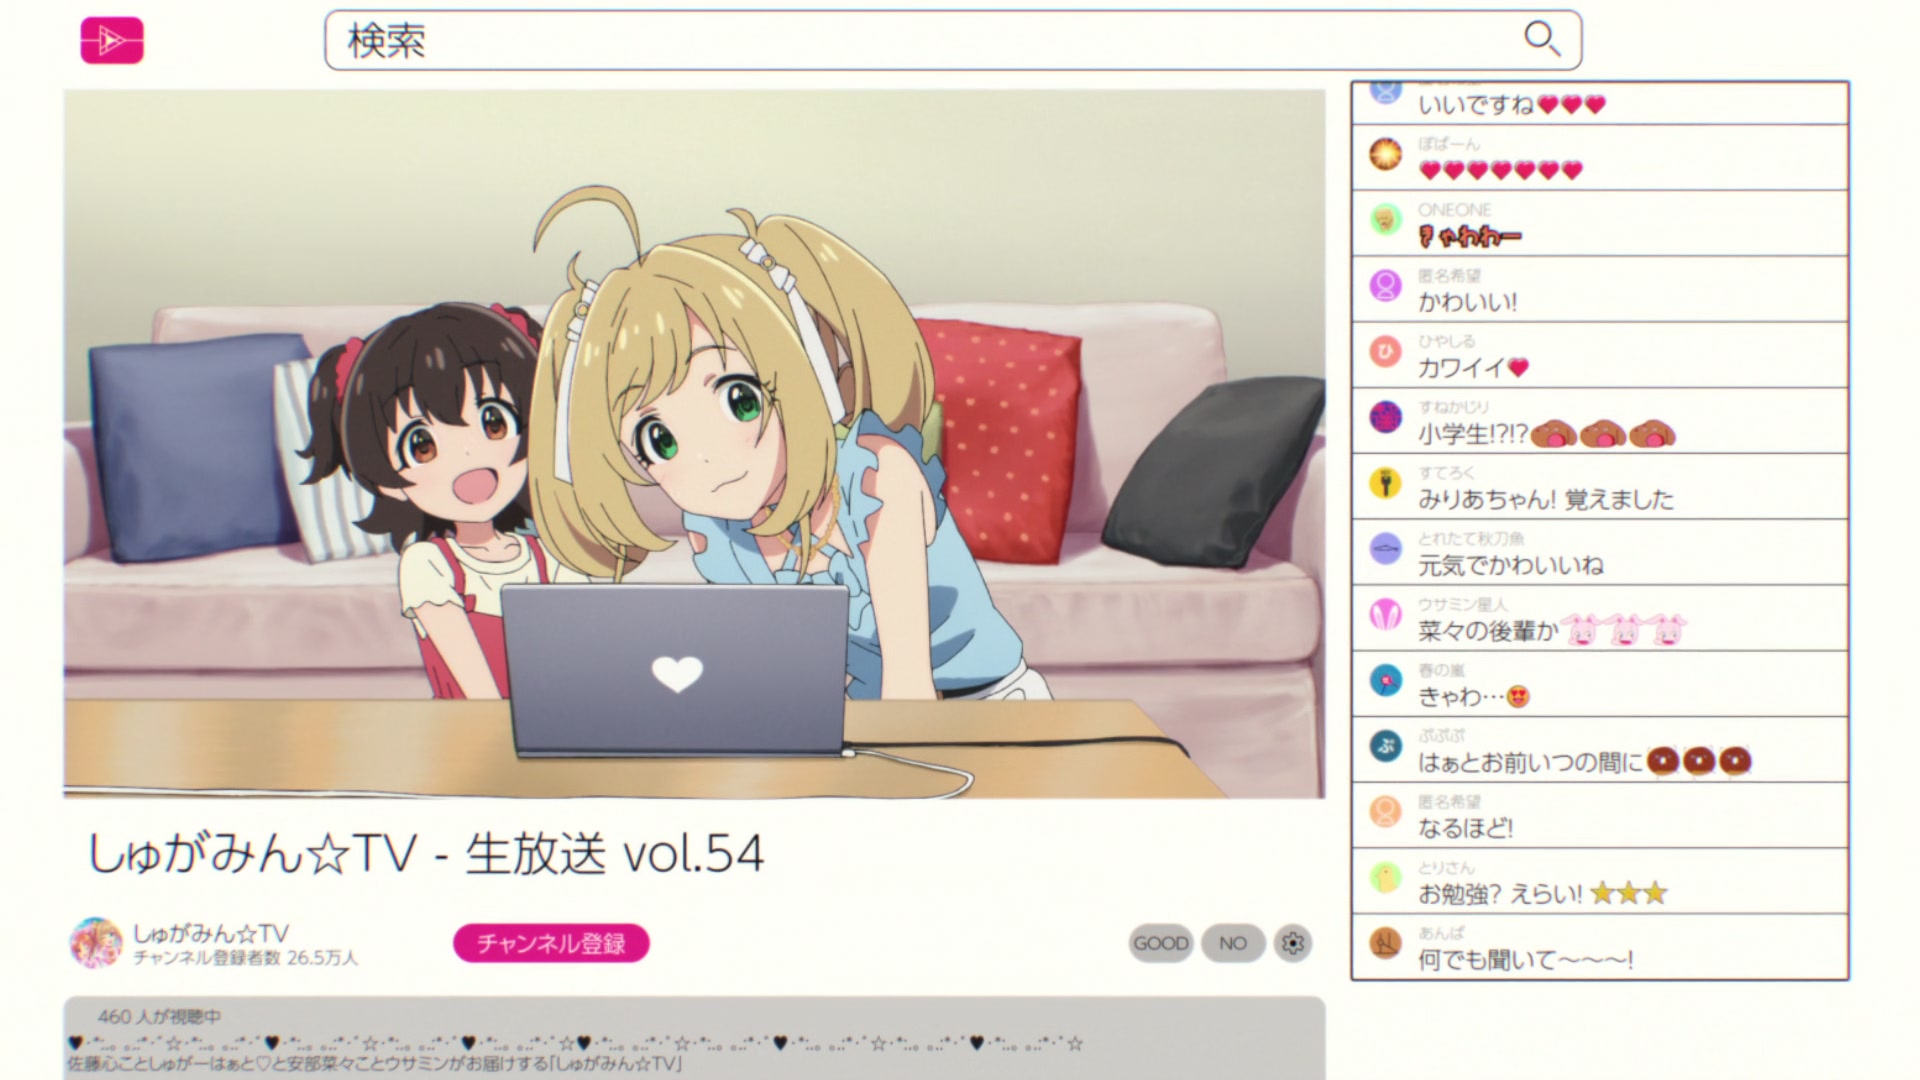 検索
いいですね♥♥♥
ぼばーん
♥♥♥♥♥♥♥
ONEONE
きゃわわー
匿名希望
かわいい!
ひ
ひやしる
カワイイ♥
すねかじり
小学生!?!?
すてろく
みりあちゃん! 覚えました
とれたて秋刀魚
元気でかわいいね
ウサミン星人
菜々の後輩か
春の嵐
きゃわ…😍
ぷ
ぷぷぷ
はぁとお前いつの間に🍩🍩🍩
匿名希望
なるほど!
とりさん
お勉強? えらい! ⭐⭐⭐
あんぱ
何でも聞いて〜〜〜!
しゅがみん☆TV - 生放送 vol.54
しゅがみん☆TV
チャンネル登録者数 26.5万人
チャンネル登録
GOOD
NO
460 人が視聴中
♥・*:.。 。.:*・゜☆・*:.。 。.:*・゜♥・*:.。 。.:*・゜☆・*:.。 。.:*・゜♥・*:.。 。.:*・゜☆♥・*:.。 。.:*・゜☆・*:.。 。.:*・゜♥・*:.。 。.:*・゜☆・*:.。 。.:*・゜♥・*:.。 。.:*・゜☆
佐藤心ことしゅがーはぁと♡と安部菜々ことウサミンがお届けする「しゅがみん☆TV」